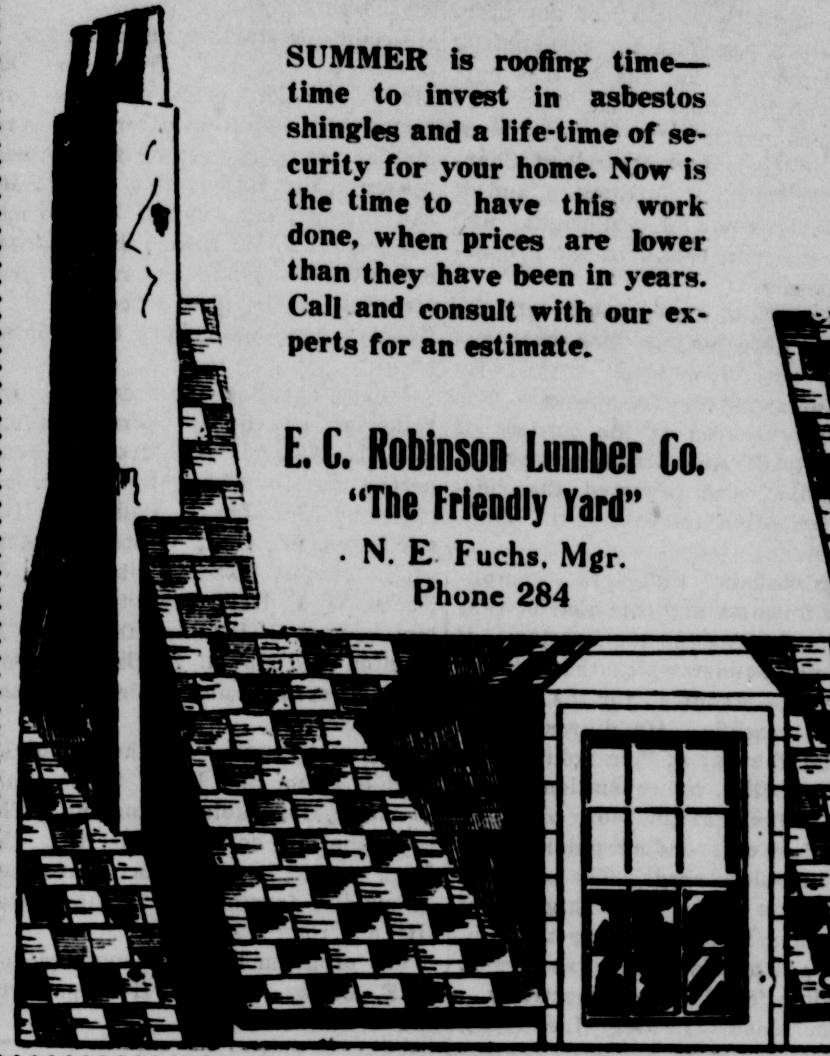 SUMMER is roofing time—
time to invest in asbestos
shingles and a life-time of se-
curity for your home. Now is
the time to have this work
done, when prices are lower
than they have been in years.
Call and consult with our ex-
perts for an estimate.
E. C. Robinson Lumber Co.
"The Friendly Yard"
. N. E. Fuchs, Mgr.
Phone 284